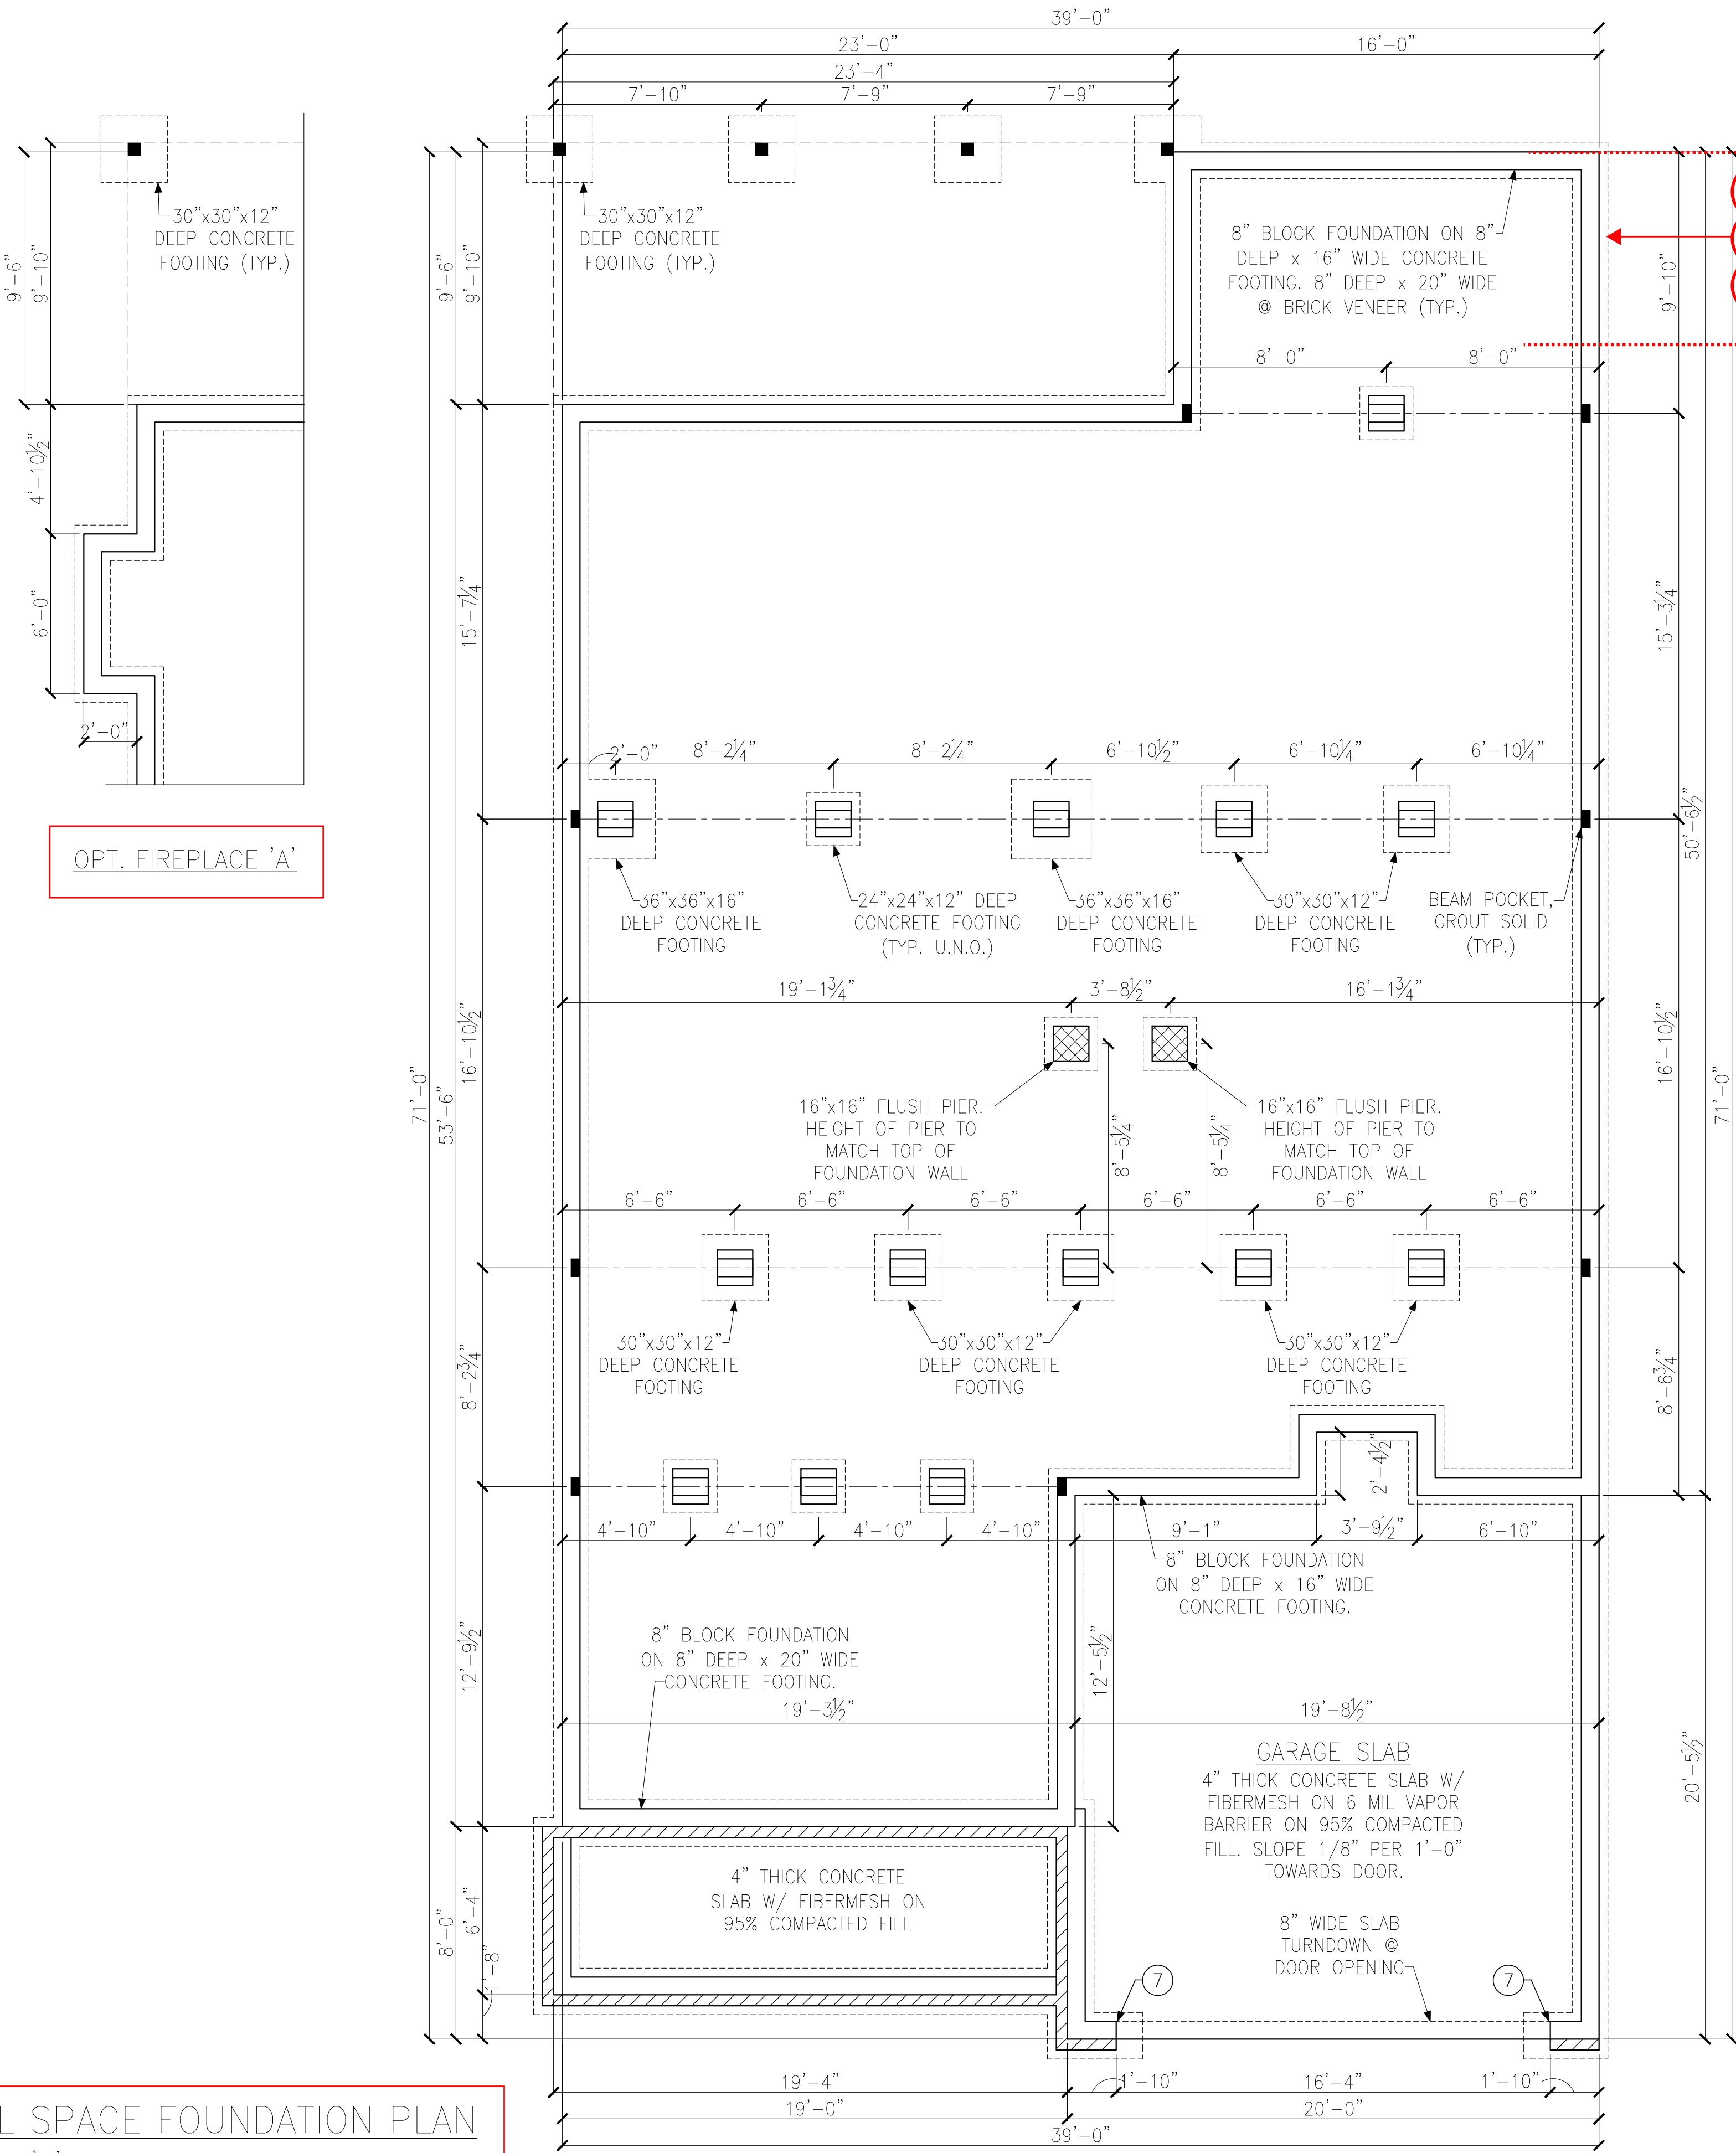 39'-0"
23'-0"
16'-0"
23'-4"
7'-10"
7'-9"
7'-9"
30"x30"x12"
DEEP CONCRETE
FOOTING (TYP.)
9'-6"
9'-10"
4'-10½"
6'-0"
2'-0"
OPT. FIREPLACE 'A'
30"x30"x12"
DEEP CONCRETE
FOOTING (TYP.)
9'-6"
9'-10"
8" BLOCK FOUNDATION ON 8"
DEEP x 16" WIDE CONCRETE
FOOTING. 8" DEEP x 20" WIDE
@ BRICK VENEER (TYP.)
9'-10"
8'-0"
8'-0"
15'-7¼"
15'-3¼"
2'-0"
8'-2¼"
8'-2¼"
6'-10½"
6'-10¼"
6'-10¼"
50'-6½"
36"x36"x16"
DEEP CONCRETE
FOOTING
24"x24"x12" DEEP
CONCRETE FOOTING
(TYP. U.N.O.)
36"x36"x16"
DEEP CONCRETE
FOOTING
30"x30"x12"
DEEP CONCRETE
FOOTING
BEAM POCKET,
GROUT SOLID
(TYP.)
19'-1¾"
3'-8½"
16'-1¾"
71'-0"
53'-6"
16'-10½"
16'-10½"
71'-0"
16"x16" FLUSH PIER.
HEIGHT OF PIER TO
MATCH TOP OF
FOUNDATION WALL
8'-5¼"
8'-5¼"
16"x16" FLUSH PIER.
HEIGHT OF PIER TO
MATCH TOP OF
FOUNDATION WALL
6'-6"
6'-6"
6'-6"
6'-6"
6'-6"
6'-6"
30"x30"x12"
DEEP CONCRETE
FOOTING
30"x30"x12"
DEEP CONCRETE
FOOTING
30"x30"x12"
DEEP CONCRETE
FOOTING
8'-2¾"
8'-6¾"
2'-4½"
4'-10"
4'-10"
4'-10"
4'-10"
9'-1"
3'-9½"
6'-10"
8" BLOCK FOUNDATION
ON 8" DEEP x 16" WIDE
CONCRETE FOOTING.
12'-9½"
12'-5½"
8" BLOCK FOUNDATION
ON 8" DEEP x 20" WIDE
CONCRETE FOOTING.
19'-3½"
19'-8½"
20'-5½"
GARAGE SLAB
4" THICK CONCRETE SLAB W/
FIBERMESH ON 6 MIL VAPOR
BARRIER ON 95% COMPACTED
FILL. SLOPE 1/8" PER 1'-0"
TOWARDS DOOR.
4" THICK CONCRETE
SLAB W/ FIBERMESH ON
95% COMPACTED FILL
8'-0"
6'-4"
1'-8"
8" WIDE SLAB
TURNDOWN @
DOOR OPENING
7
7
19'-4"
1'-10"
16'-4"
1'-10"
19'-0"
20'-0"
39'-0"
L SPACE FOUNDATION PLAN